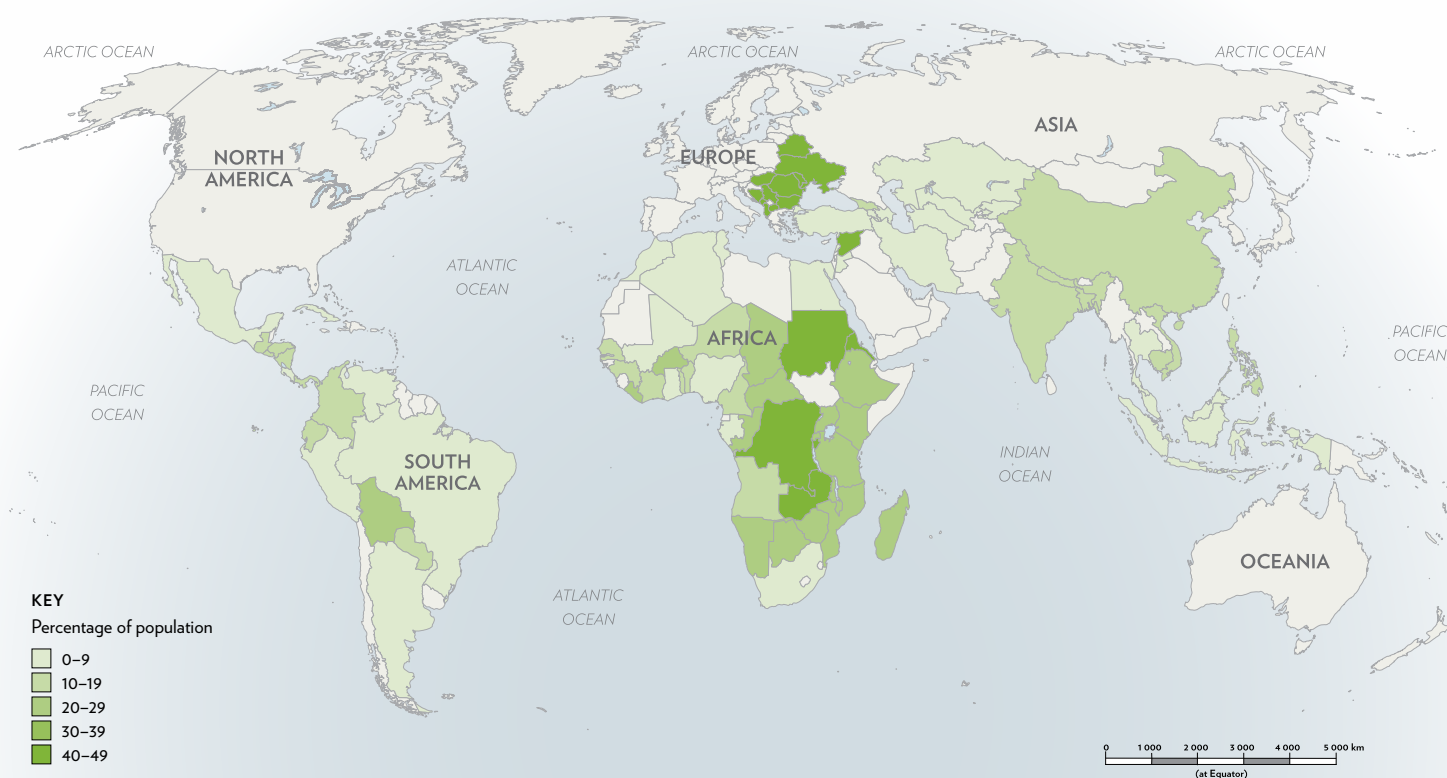 ARCTIC OCEAN
ARCTIC OCEAN
ARCTIC OCEAN
NORTH
AMERICA
EUROPE
ASIA
ATLANTIC
OCEAN
AFRICA
PACIFIC
OCEAN
PACIFIC
OCEAN
SOUTH
AMERICA
INDIAN
OCEAN
OCEANIA
ATLANTIC
OCEAN
KEY
Percentage of population
0–9
10–19
20–29
30–39
40–49
0 1 000 2 000 3 000 4 000 5 000 km
(at Equator)